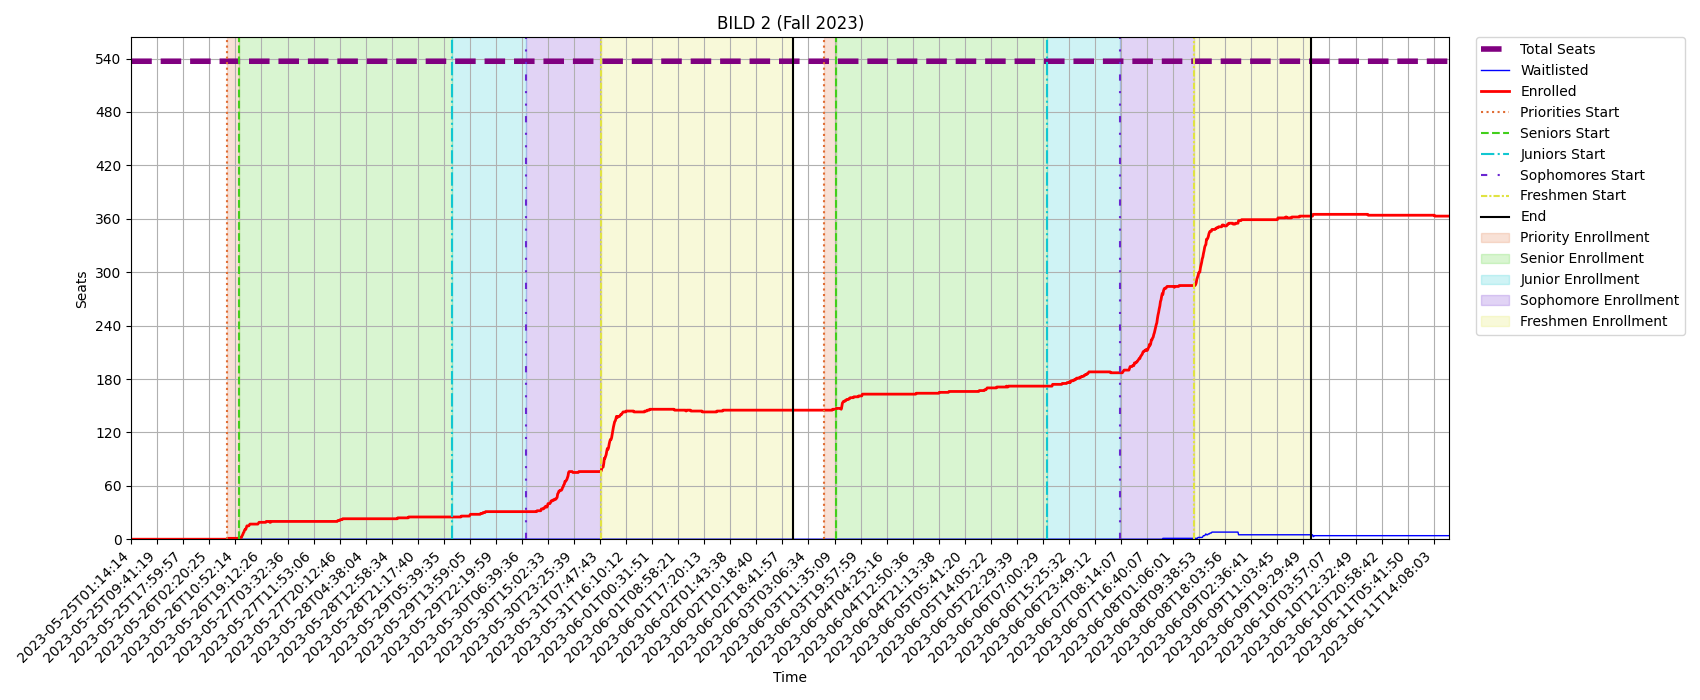 BILD 2 (Fall 2023)
540
480
420
360
300
240
180
120
60
0
Seats
2023-05-25T01:14:14
2023-05-25T09:41:19
2023-05-25T17:59:57
2023-05-26T02:20:25
2023-05-26T10:52:14
2023-05-26T19:12:26
2023-05-27T03:32:36
2023-05-27T11:53:06
2023-05-27T20:12:46
2023-05-28T04:38:04
2023-05-28T12:58:34
2023-05-28T21:17:40
2023-05-29T05:39:35
2023-05-29T13:59:05
2023-05-29T22:19:59
2023-05-30T06:39:36
2023-05-30T15:02:33
2023-05-30T23:25:39
2023-05-31T07:47:43
2023-05-31T16:10:12
2023-06-01T00:31:51
2023-06-01T08:58:21
2023-06-01T17:20:13
2023-06-02T01:43:38
2023-06-02T10:18:40
2023-06-02T18:41:57
2023-06-03T03:06:34
2023-06-03T11:35:09
2023-06-03T19:57:59
2023-06-04T04:25:16
2023-06-04T12:50:36
2023-06-04T21:13:38
2023-06-05T05:41:20
2023-06-05T14:05:22
2023-06-05T22:29:39
2023-06-06T07:00:29
2023-06-06T15:25:32
2023-06-06T23:49:12
2023-06-07T08:14:07
2023-06-07T16:40:07
2023-06-08T01:06:01
2023-06-08T09:38:53
2023-06-08T18:03:56
2023-06-09T02:36:41
2023-06-09T11:03:45
2023-06-09T19:29:49
2023-06-10T03:57:07
2023-06-10T12:32:49
2023-06-10T20:58:42
2023-06-11T05:41:50
2023-06-11T14:08:03
Time
Total Seats
Waitlisted
Enrolled
Priorities Start
Seniors Start
Juniors Start
Sophomores Start
Freshmen Start
End
Priority Enrollment
Senior Enrollment
Junior Enrollment
Sophomore Enrollment
Freshmen Enrollment